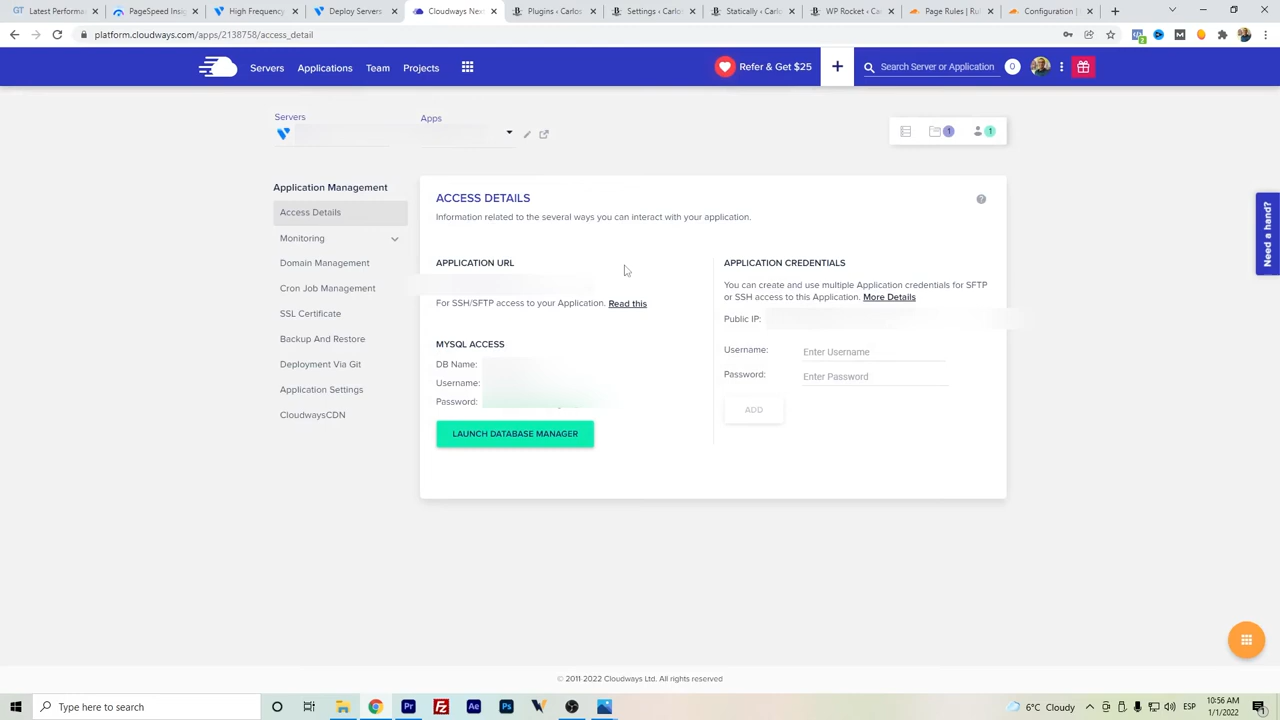 Latest Performa
PageSpeed Insig
High Frequency
Deploy Servers
Cloudways Nex
Plugins ‹ Carlos
Settings ‹ Carlo
Statically ‹ Carlo
WP Rocket ‹ Ca
Page Rules | Ru
Configuration |
platform.cloudways.com/apps/2138758/access_detail
Servers
Applications
Team
Projects
Refer & Get $25
+
Search Server or Application
0
Servers
Apps
1
1
Application Management
Access Details
Monitoring
Domain Management
Cron Job Management
SSL Certificate
Backup And Restore
Deployment Via Git
Application Settings
CloudwaysCDN
ACCESS DETAILS
Information related to the several ways you can interact with your application.
APPLICATION URL
For SSH/SFTP access to your Application. Read this
MYSQL ACCESS
DB Name:
Username:
Password:
LAUNCH DATABASE MANAGER
APPLICATION CREDENTIALS
You can create and use multiple Application credentials for SFTP
or SSH access to this Application. More Details
Public IP:
Username: Enter Username
Password: Enter Password
ADD
Need a hand?
© 2011-2022 Cloudways Ltd. All rights reserved
Type here to search
6°C Cloudy
ESP
10:56 AM
1/1/2022